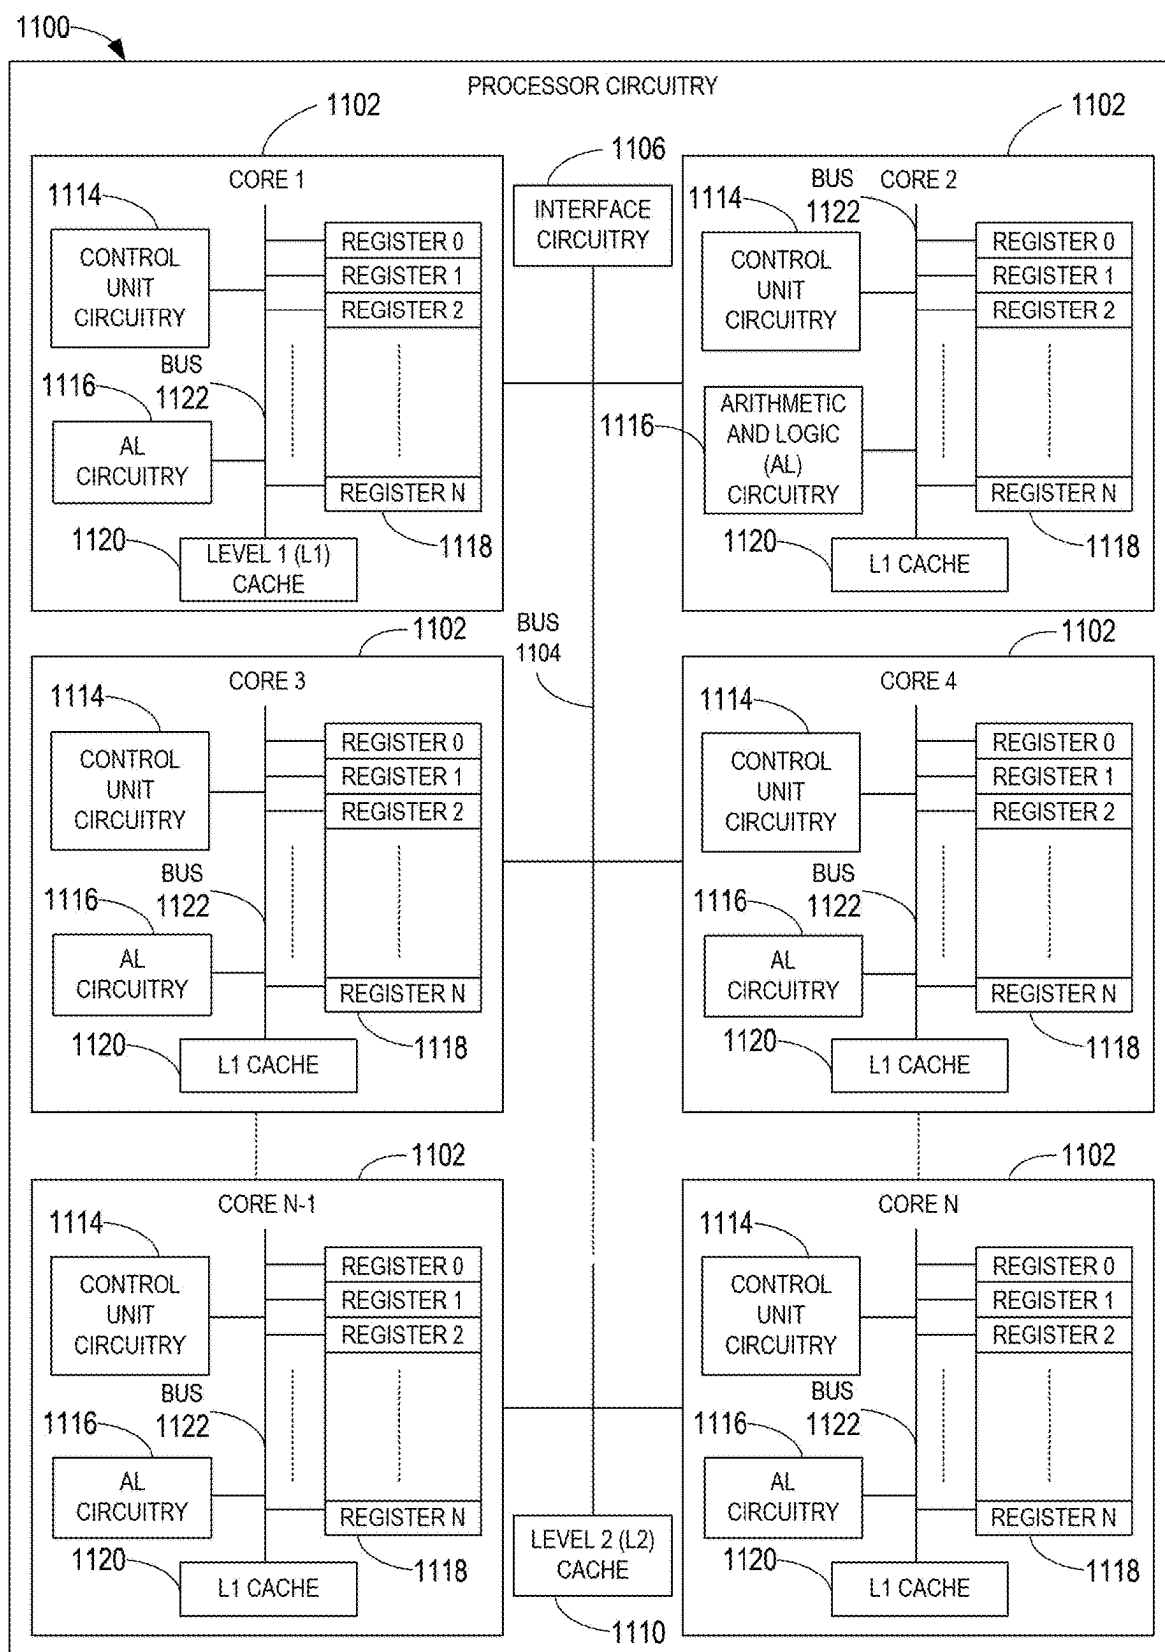 1100
PROCESSOR CIRCUITRY
1102
CORE 1
1114
CONTROL
UNIT
CIRCUITRY
REGISTER 0
REGISTER 1
REGISTER 2
BUS
1122
1116
AL
CIRCUITRY
REGISTER N
1118
1120
LEVEL 1 (L1)
CACHE
1106
INTERFACE
CIRCUITRY
1102
BUS
1122
CORE 2
1114
CONTROL
UNIT
CIRCUITRY
REGISTER 0
REGISTER 1
REGISTER 2
1116
ARITHMETIC
AND LOGIC
(AL)
CIRCUITRY
REGISTER N
1118
1120
L1 CACHE
BUS
1104
1102
CORE 3
1114
CONTROL
UNIT
CIRCUITRY
REGISTER 0
REGISTER 1
REGISTER 2
BUS
1122
1116
AL
CIRCUITRY
REGISTER N
1118
1120
L1 CACHE
1102
CORE 4
1114
CONTROL
UNIT
CIRCUITRY
REGISTER 0
REGISTER 1
REGISTER 2
BUS
1122
1116
AL
CIRCUITRY
REGISTER N
1118
1120
L1 CACHE
1102
CORE N-1
1114
CONTROL
UNIT
CIRCUITRY
REGISTER 0
REGISTER 1
REGISTER 2
BUS
1122
1116
AL
CIRCUITRY
REGISTER N
1118
1120
L1 CACHE
LEVEL 2 (L2)
CACHE
1110
1102
CORE N
1114
CONTROL
UNIT
CIRCUITRY
REGISTER 0
REGISTER 1
REGISTER 2
BUS
1122
1116
AL
CIRCUITRY
REGISTER N
1118
1120
L1 CACHE